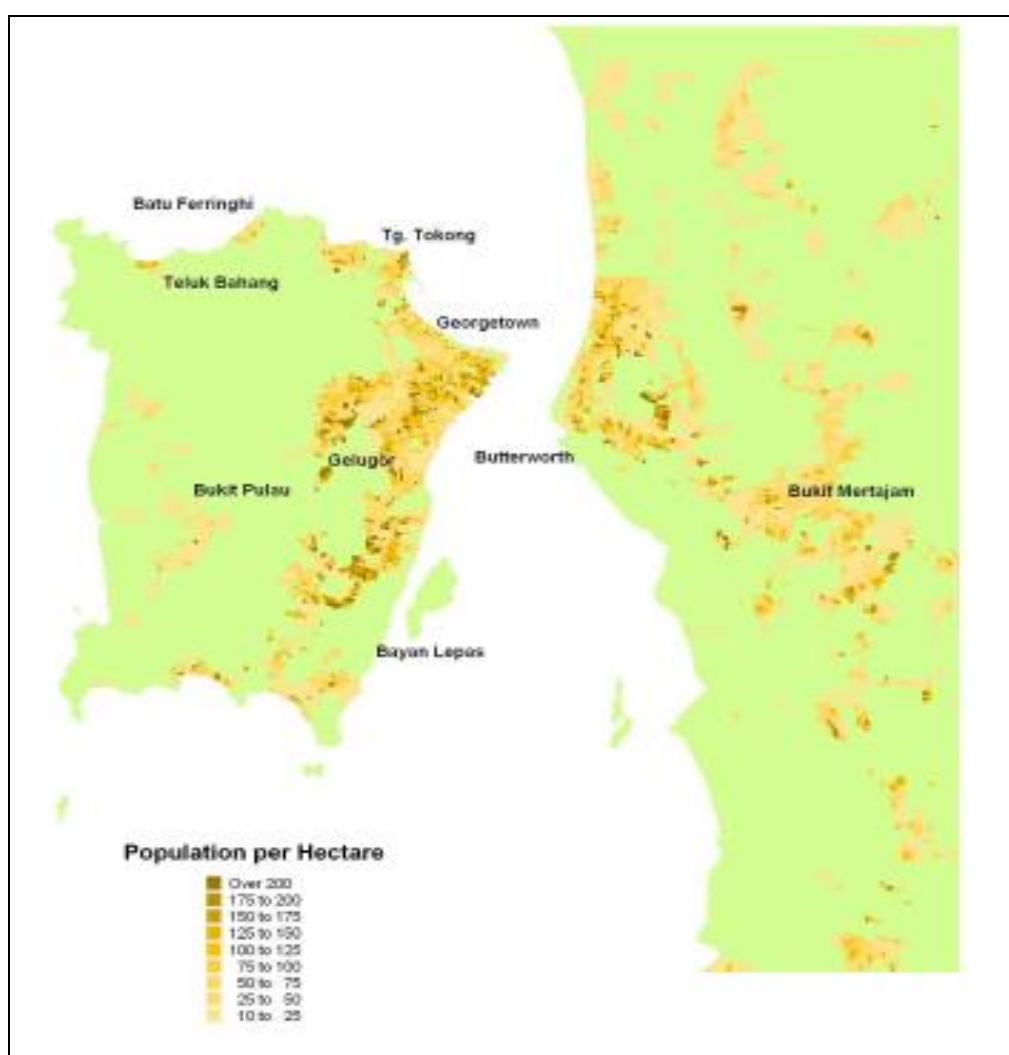 Batu Ferringhi
Tg. Tokong
Teluk Bahang
Georgetown
Gelugor
Butterworth
Bukit Pulau
Bukit Mertajam
Bayan Lepas
Population per Hectare
Over 200
175 to 200
150 to 175
125 to 150
100 to 125
75 to 100
50 to 75
25 to 50
10 to 25